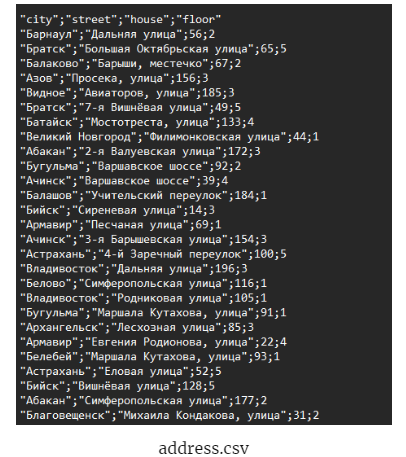 "city";"street";"house";"floor"
"Барнаул";"Дальняя улица";56;2
"Братск";"Большая Октябрьская улица";65;5
"Балаково";"Барыши, местечко";67;2
"Азов";"Просека, улица";156;3
"Видное";"Авиаторов, улица";185;3
"Братск";"7-я Вишнёвая улица";49;5
"Батайск";"Мостотреста, улица";133;4
"Великий Новгород";"Филимонковская улица";44;1
"Абакан";"2-я Валуевская улица";172;3
"Бугульма";"Варшавское шоссе";92;2
"Ачинск";"Варшавское шоссе";39;4
"Балашов";"Учительский переулок";184;1
"Бийск";"Сиреневая улица";14;3
"Армавир";"Песчаная улица";69;1
"Ачинск";"3-я Барышевская улица";154;3
"Астрахань";"4-й Заречный переулок";100;5
"Владивосток";"Дальняя улица";196;3
"Белово";"Симферопольская улица";116;1
"Владивосток";"Родниковая улица";105;1
"Бугульма";"Маршала Кутахова, улица";91;1
"Архангельск";"Лесхозная улица";85;3
"Армавир";"Евгения Родионова, улица";22;4
"Белебей";"Маршала Кутахова, улица";93;1
"Астрахань";"Еловая улица";52;5
"Бийск";"Вишнёвая улица";128;5
"Абакан";"Симферопольская улица";177;2
"Благовещенск";"Михаила Кондакова, улица";31;2
address.csv